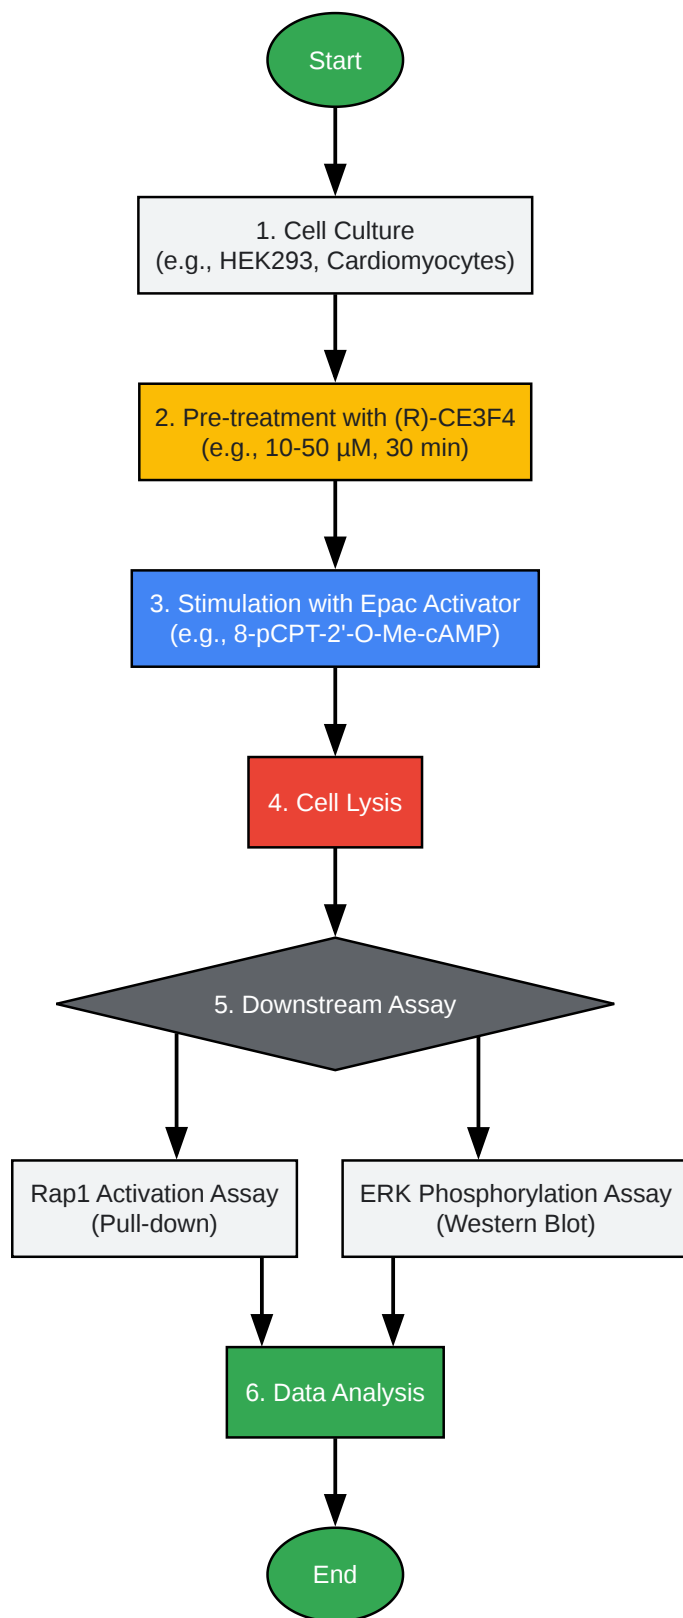 Start
1. Cell Culture
(e.g., HEK293, Cardiomyocytes)
2. Pre-treatment with (R)-CE3F4
(e.g., 10-50 µM, 30 min)
3. Stimulation with Epac Activator
(e.g., 8-pCPT-2'-O-Me-cAMP)
4. Cell Lysis
5. Downstream Assay
Rap1 Activation Assay
(Pull-down)
ERK Phosphorylation Assay
(Western Blot)
6. Data Analysis
End